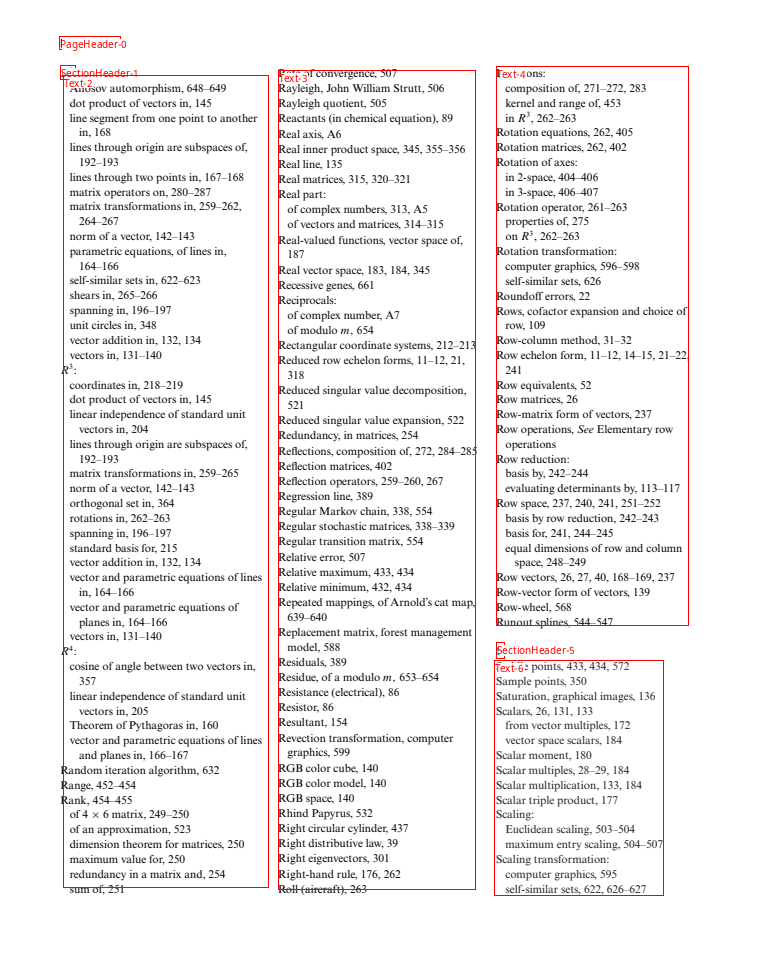 PageHeader-0
SectionHeader-1
Text-2
Anosov automorphism, 648–649
dot product of vectors in, 145
line segment from one point to another
in, 168
lines through origin are subspaces of,
192–193
lines through two points in, 167–168
matrix operators on, 280–287
matrix transformations in, 259–262,
264–267
norm of a vector, 142–143
parametric equations, of lines in,
164–166
self-similar sets in, 622–623
shears in, 265–266
spanning in, 196–197
unit circles in, 348
vector addition in, 132, 134
vectors in, 131–140
R³:
coordinates in, 218–219
dot product of vectors in, 145
linear independence of standard unit
vectors in, 204
lines through origin are subspaces of,
192–193
matrix transformations in, 259–265
norm of a vector, 142–143
orthogonal set in, 364
rotations in, 262–263
spanning in, 196–197
standard basis for, 215
vector addition in, 132, 134
vector and parametric equations of lines
in, 164–166
vector and parametric equations of
planes in, 164–166
vectors in, 131–140
R⁴:
cosine of angle between two vectors in,
357
linear independence of standard unit
vectors in, 205
Theorem of Pythagoras in, 160
vector and parametric equations of lines
and planes in, 166–167
Random iteration algorithm, 632
Range, 452–454
Rank, 454–455
of 4 × 6 matrix, 249–250
of an approximation, 523
dimension theorem for matrices, 250
maximum value for, 250
redundancy in a matrix and, 254
sum of, 251
Text-3
of convergence, 507
Rayleigh, John William Strutt, 506
Rayleigh quotient, 505
Reactants (in chemical equation), 89
Real axis, A6
Real inner product space, 345, 355–356
Real line, 135
Real matrices, 315, 320–321
Real part:
of complex numbers, 313, A5
of vectors and matrices, 314–315
Real-valued functions, vector space of,
187
Real vector space, 183, 184, 345
Recessive genes, 661
Reciprocals:
of complex number, A7
of modulo m, 654
Rectangular coordinate systems, 212–213
Reduced row echelon forms, 11–12, 21,
318
Reduced singular value decomposition,
521
Reduced singular value expansion, 522
Redundancy, in matrices, 254
Reflections, composition of, 272, 284–285
Reflection matrices, 402
Reflection operators, 259–260, 267
Regression line, 389
Regular Markov chain, 338, 554
Regular stochastic matrices, 338–339
Regular transition matrix, 554
Relative error, 507
Relative maximum, 433, 434
Relative minimum, 432, 434
Repeated mappings, of Arnold's cat map,
639–640
Replacement matrix, forest management
model, 588
Residuals, 389
Residue, of a modulo m, 653–654
Resistance (electrical), 86
Resistor, 86
Resultant, 154
Revection transformation, computer
graphics, 599
RGB color cube, 140
RGB color model, 140
RGB space, 140
Rhind Papyrus, 532
Right circular cylinder, 437
Right distributive law, 39
Right eigenvectors, 301
Right-hand rule, 176, 262
Roll (aircraft), 263
Text-4
composition of, 271–272, 283
kernel and range of, 453
in R³, 262–263
Rotation equations, 262, 405
Rotation matrices, 262, 402
Rotation of axes:
in 2-space, 404–406
in 3-space, 406–407
Rotation operator, 261–263
properties of, 275
on R³, 262–263
Rotation transformation:
computer graphics, 596–598
self-similar sets, 626
Roundoff errors, 22
Rows, cofactor expansion and choice of
row, 109
Row-column method, 31–32
Row echelon form, 11–12, 14–15, 21–22,
241
Row equivalents, 52
Row matrices, 26
Row-matrix form of vectors, 237
Row operations, See Elementary row
operations
Row reduction:
basis by, 242–244
evaluating determinants by, 113–117
Row space, 237, 240, 241, 251–252
basis by row reduction, 242–243
basis for, 241, 244–245
equal dimensions of row and column
space, 248–249
Row vectors, 26, 27, 40, 168–169, 237
Row-vector form of vectors, 139
Row-wheel, 568
Runout splines, 544–547
SectionHeader-5
Text-6
points, 433, 434, 572
Sample points, 350
Saturation, graphical images, 136
Scalars, 26, 131, 133
from vector multiples, 172
vector space scalars, 184
Scalar moment, 180
Scalar multiples, 28–29, 184
Scalar multiplication, 133, 184
Scalar triple product, 177
Scaling:
Euclidean scaling, 503–504
maximum entry scaling, 504–507
Scaling transformation:
computer graphics, 595
self-similar sets, 622, 626–627